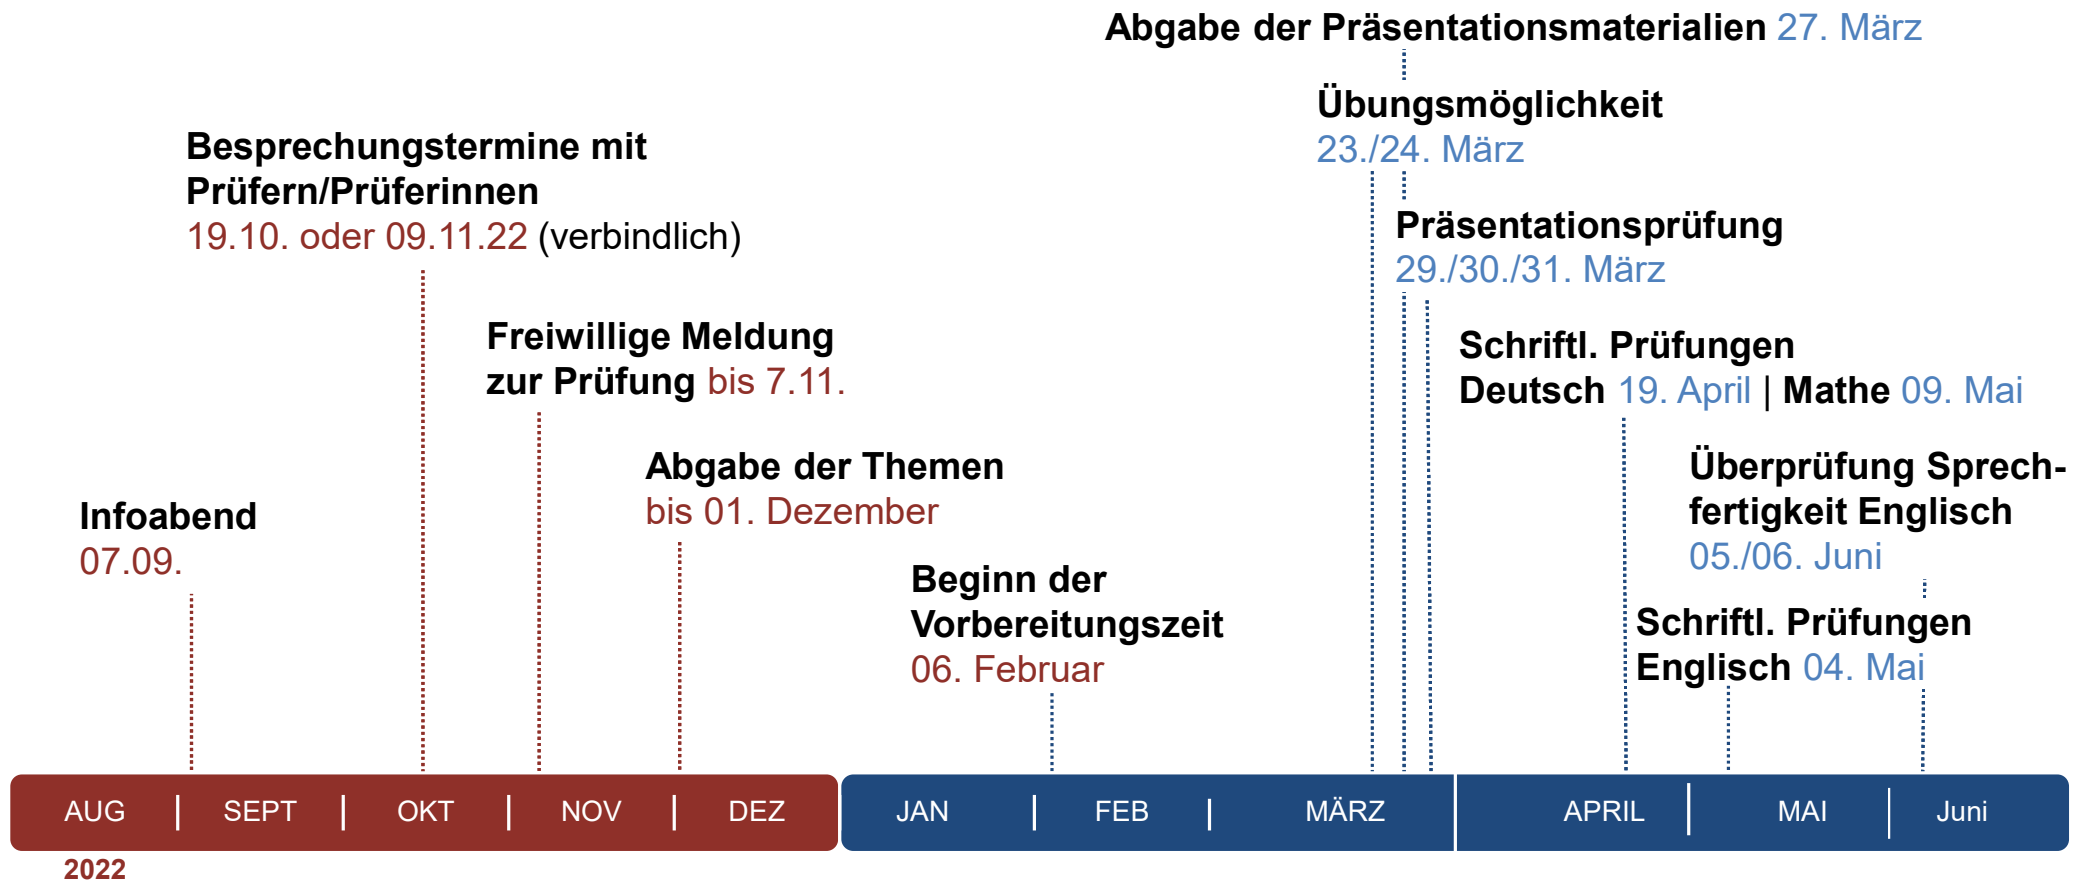 Abgabe der Präsentationsmaterialien 27. März
Übungsmöglichkeit
23./24. März
Besprechungstermine mit
Prüfern/Prüferinnen
19.10. oder 09.11.22 (verbindlich)
Präsentationsprüfung
29./30./31. März
Freiwillige Meldung
zur Prüfung bis 7.11.
Schriftl. Prüfungen
Deutsch 19. April | Mathe 09. Mai
Abgabe der Themen
bis 01. Dezember
Überprüfung Sprech-
fertigkeit Englisch
05./06. Juni
Infoabend
07.09.
Beginn der
Vorbereitungszeit
06. Februar
Schriftl. Prüfungen
Englisch 04. Mai
AUG | SEPT | OKT | NOV | DEZ JAN | FEB | MÄRZ | APRIL | MAI | Juni
2022